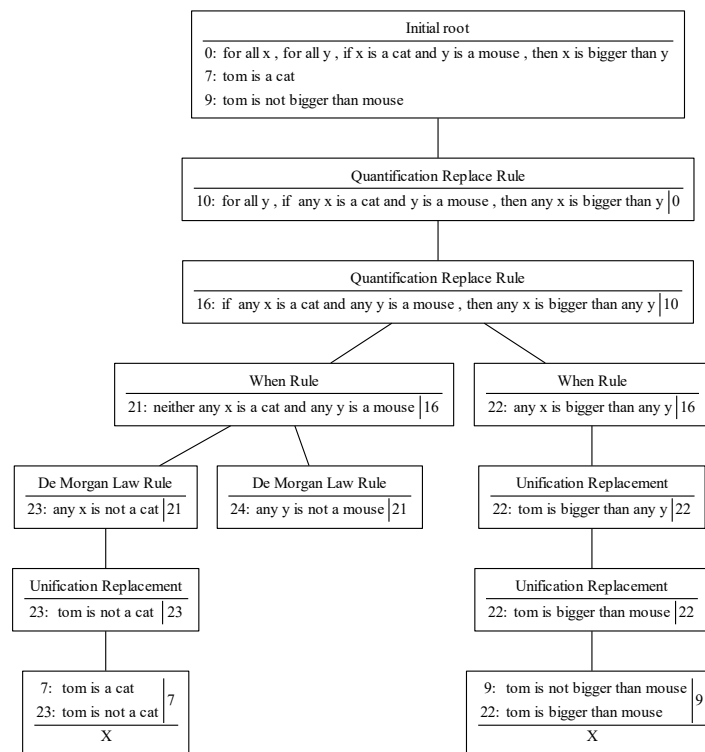 Initial root
0: for all x , for all y , if x is a cat and y is a mouse , then x is bigger than y
7: tom is a cat
9: tom is not bigger than mouse
Quantification Replace Rule
10: for all y , if any x is a cat and y is a mouse , then any x is bigger than y 0
Quantification Replace Rule
16: if any x is a cat and any y is a mouse , then any x is bigger than any y 10
When Rule
21: neither any x is a cat and any y is a mouse 16
When Rule
22: any x is bigger than any y 16
De Morgan Law Rule
23: any x is not a cat 21
De Morgan Law Rule
24: any y is not a mouse 21
Unification Replacement
22: tom is bigger than any y 22
Unification Replacement
23: tom is not a cat 23
Unification Replacement
22: tom is bigger than mouse 22
7: tom is a cat
23: tom is not a cat
7
X
9: tom is not bigger than mouse
22: tom is bigger than mouse
9
X